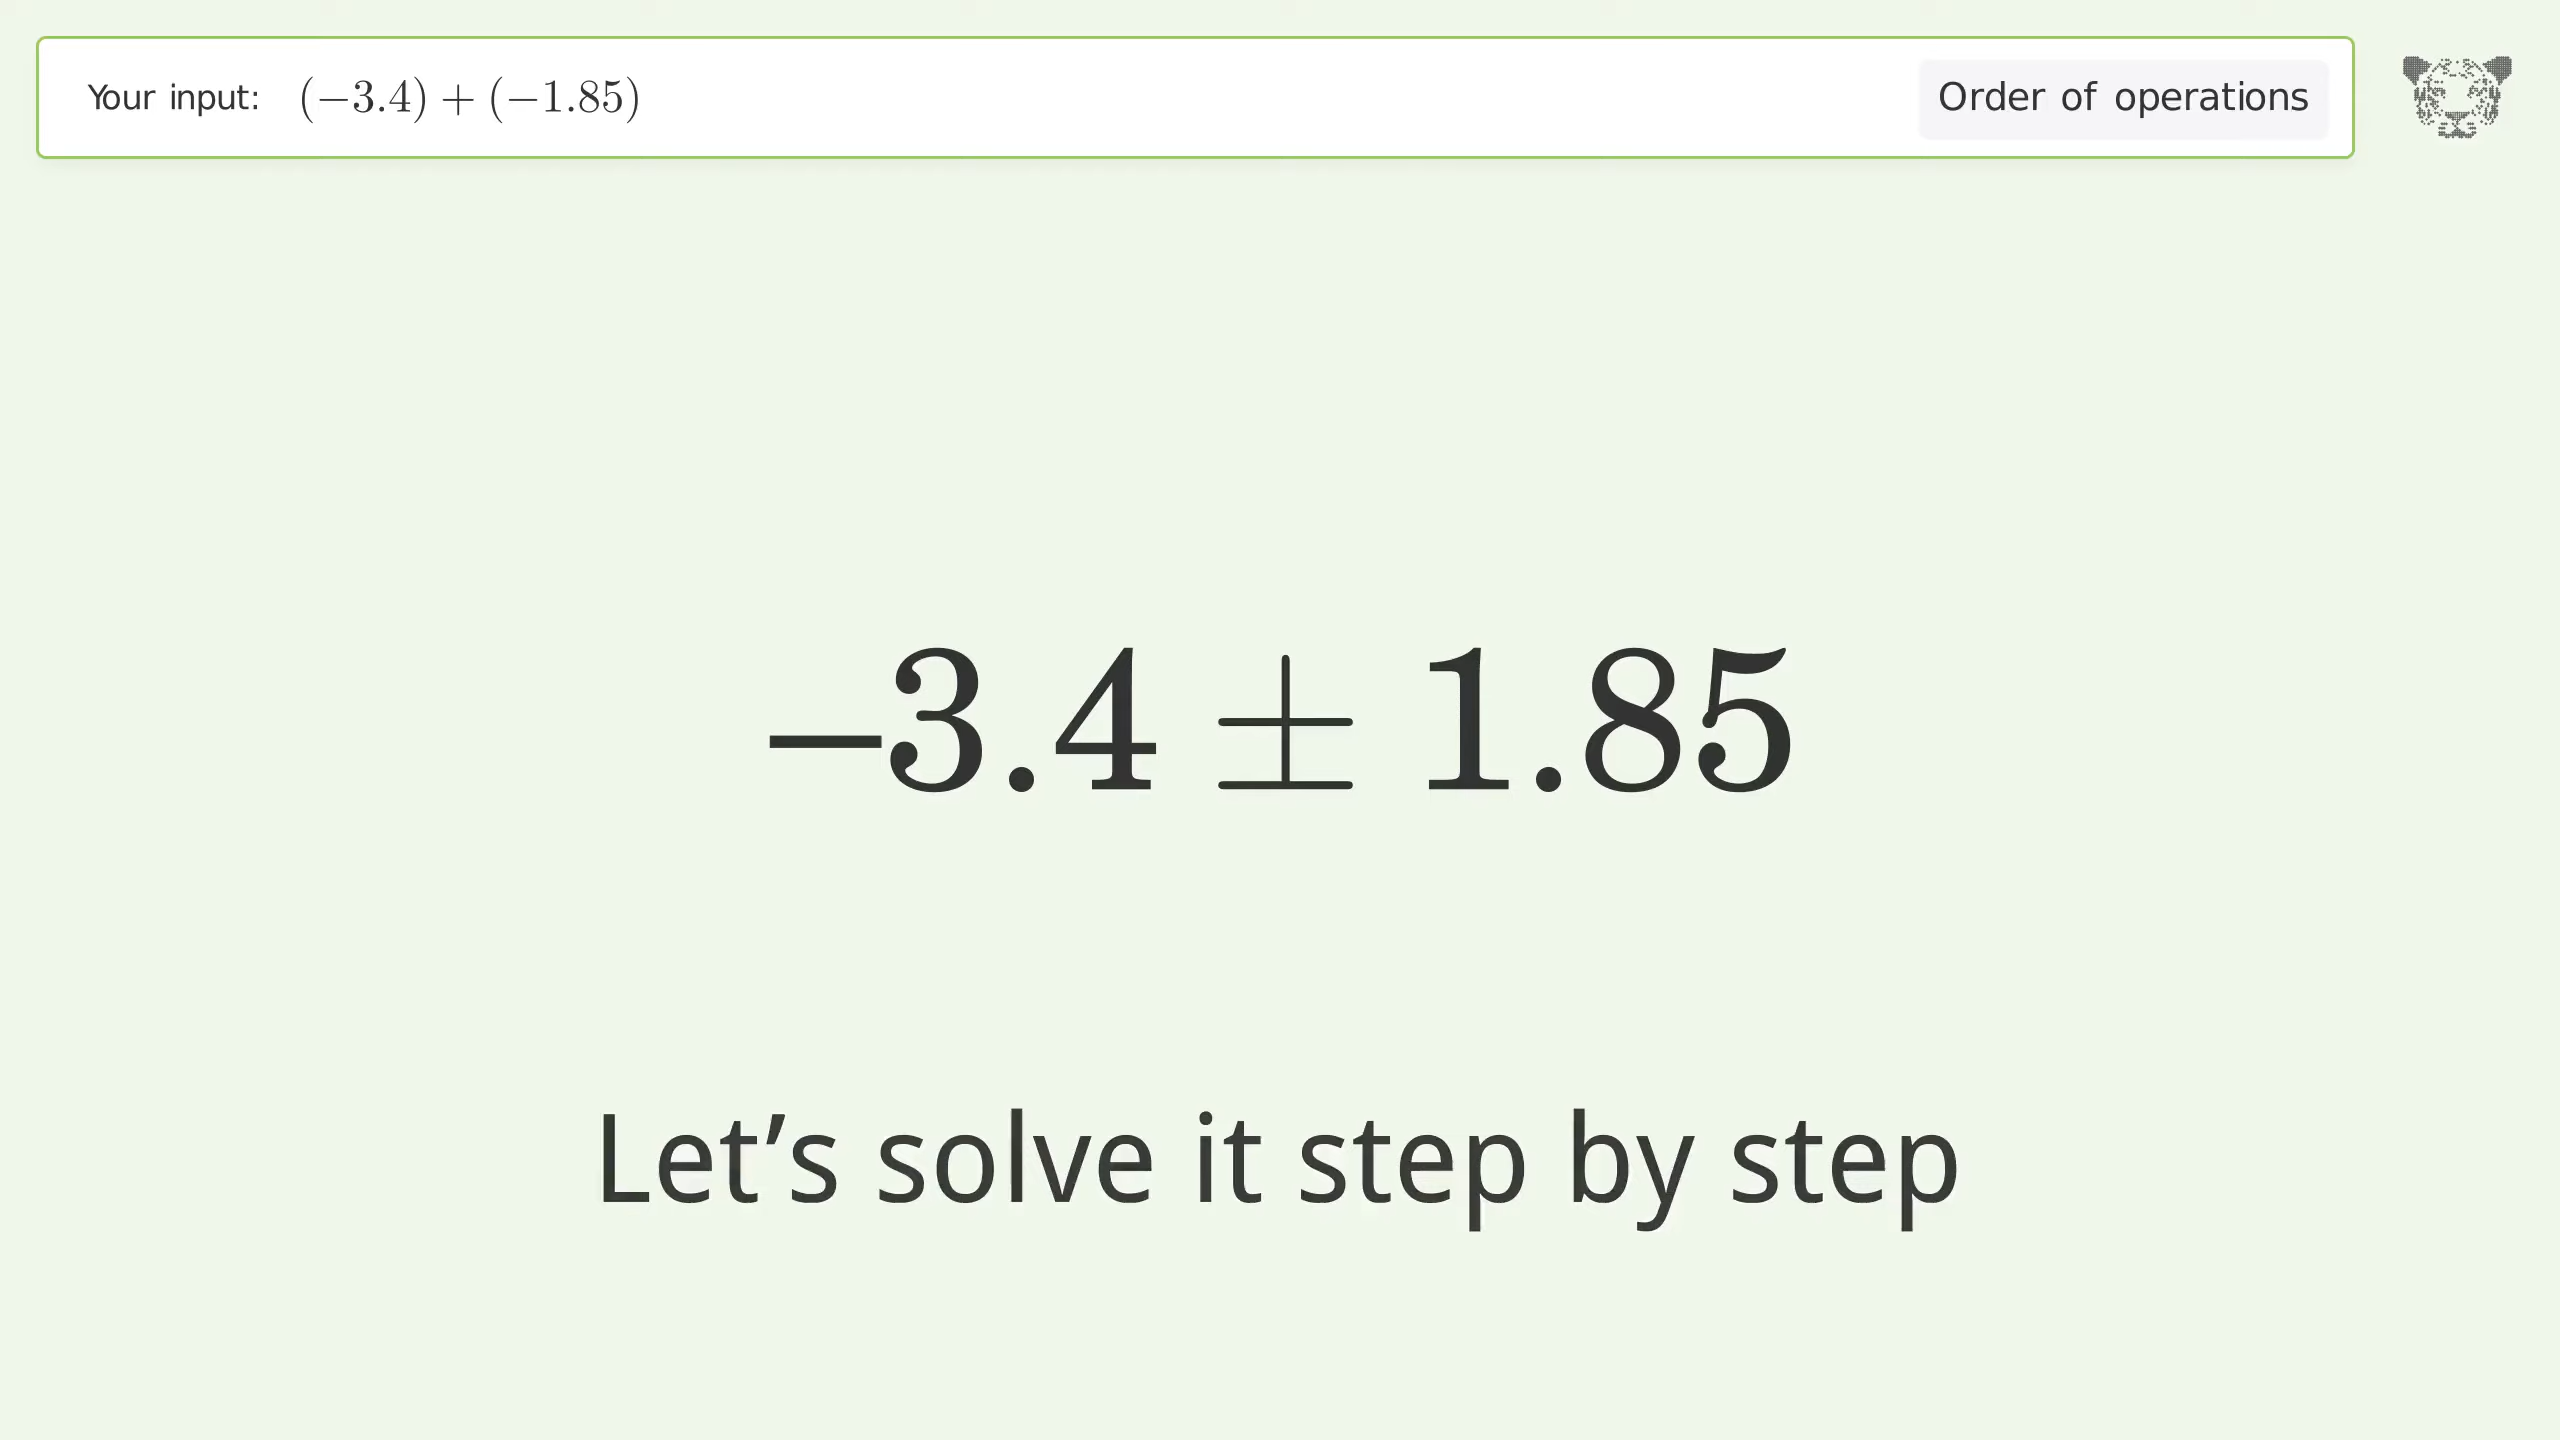 Your input: (−3.4) + (−1.85)
Order of operations
−3.4 ± 1.85
Let’s solve it step by step